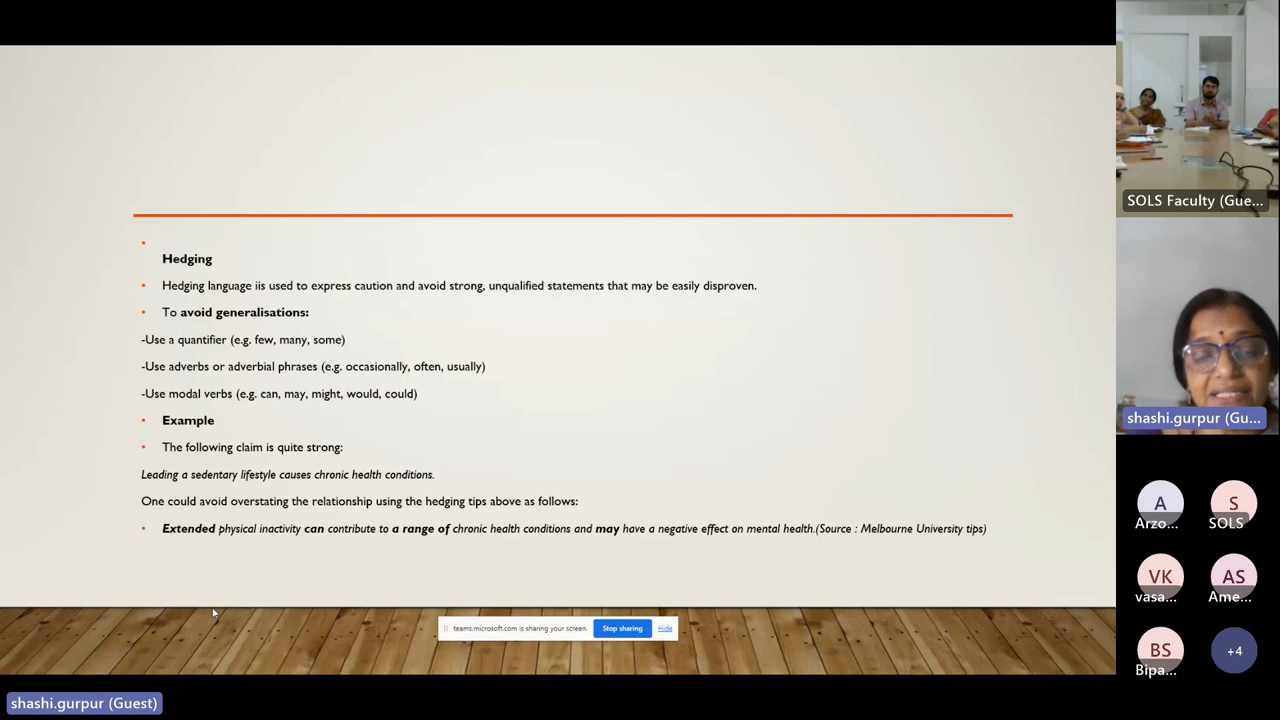 Hedging
Hedging language iis used to express caution and avoid strong, unqualified statements that may be easily disproven.
To avoid generalisations:
-Use a quantifier (e.g. few, many, some)
-Use adverbs or adverbial phrases (e.g. occasionally, often, usually)
-Use modal verbs (e.g. can, may, might, would, could)
Example
The following claim is quite strong:
Leading a sedentary lifestyle causes chronic health conditions.
One could avoid overstating the relationship using the hedging tips above as follows:
Extended physical inactivity can contribute to a range of chronic health conditions and may have a negative effect on mental health.(Source : Melbourne University tips)
teams.microsoft.com is sharing your screen. Stop sharing Hide
shashi.gurpur (Guest)
SOLS Faculty (Gue...
shashi.gurpur (Gu...
A S
Arzo... SOLS
VK AS
vasa... Ame...
BS +4
Bipa...